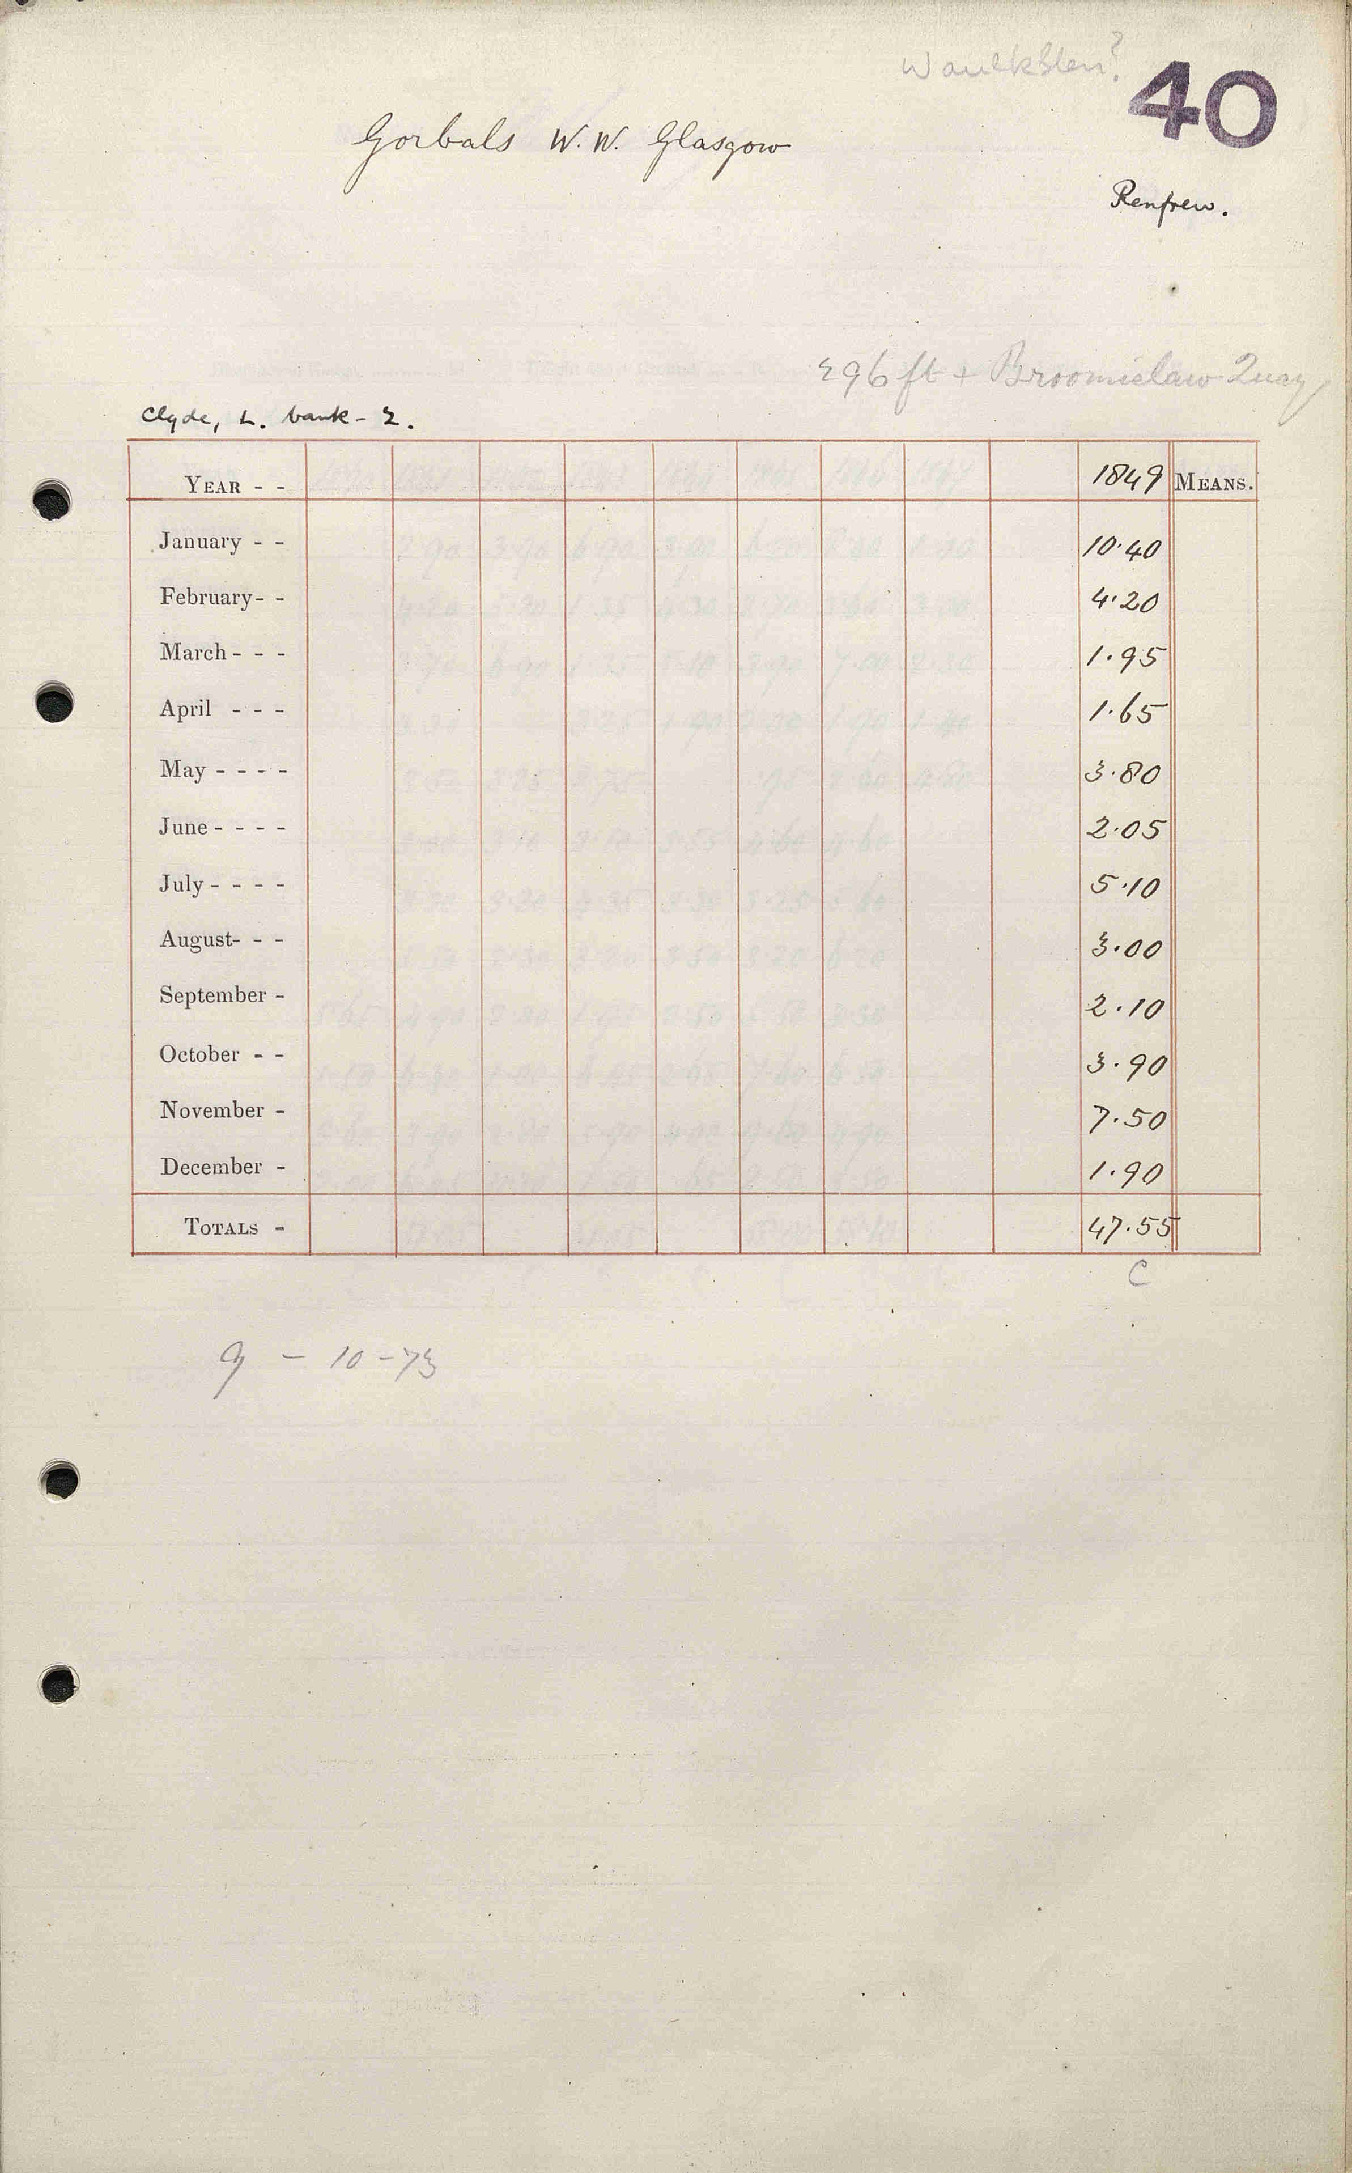 40
Gorbals W.W. Glasgow
Renfrew.
296 ft + Broomielaw Quay
Clyde, L. bank - 2.
YEAR - - 1849 MEANS.
January - - 10.40
February- - 4.20
March- - - 1.95
April - - - 1.65
May - - - - 3.80
June - - - - 2.05
July - - - - 5.10
August- - - 3.00
September - 2.10
October - - 3.90
November - 7.50
December - 1.90
TOTALS - 47.55
C
9 - 10 - 73